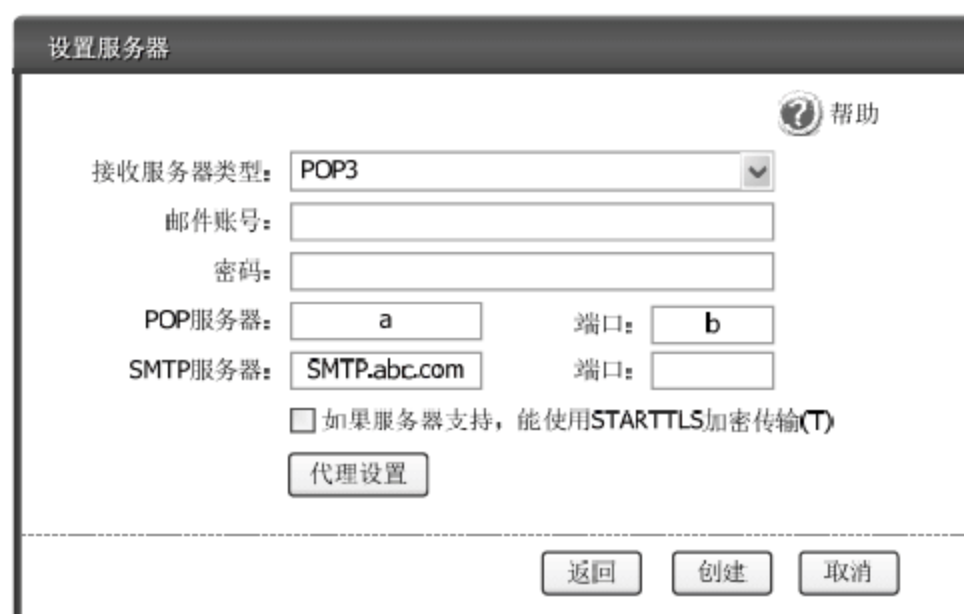 设置服务器
帮助
接收服务器类型: POP3
邮件账号:
密码:
POP服务器: a 端口: b
SMTP服务器: SMTP.abc.com 端口:
如果服务器支持，能使用STARTTLS加密传输(T)
代理设置
返回 创建 取消